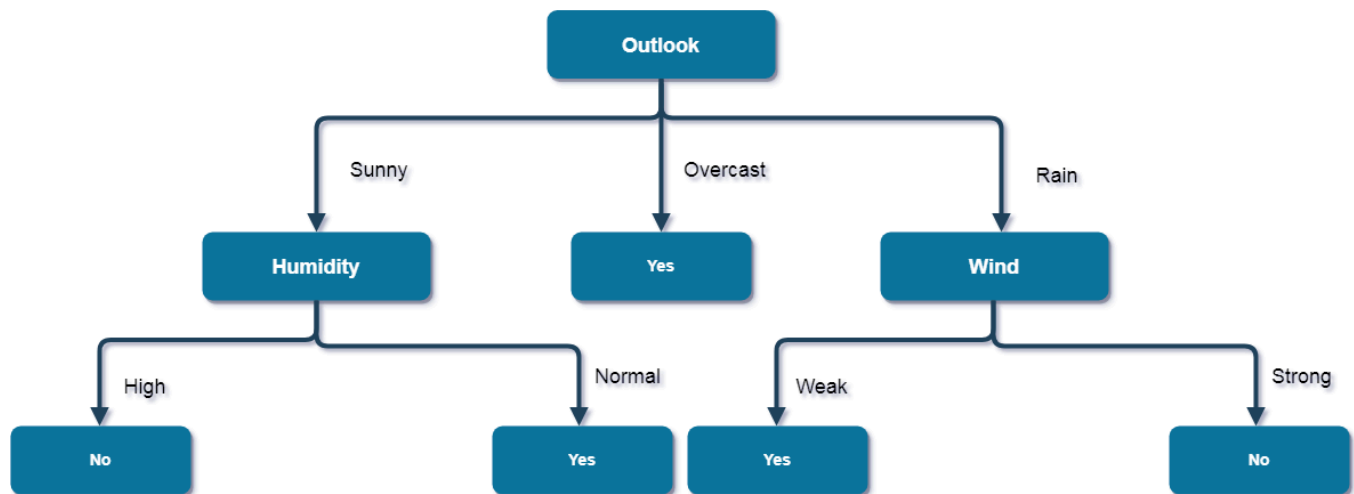 Outlook
Sunny
Overcast
Rain
Humidity
Yes
Wind
High
Normal
Weak
Strong
No
Yes
Yes
No